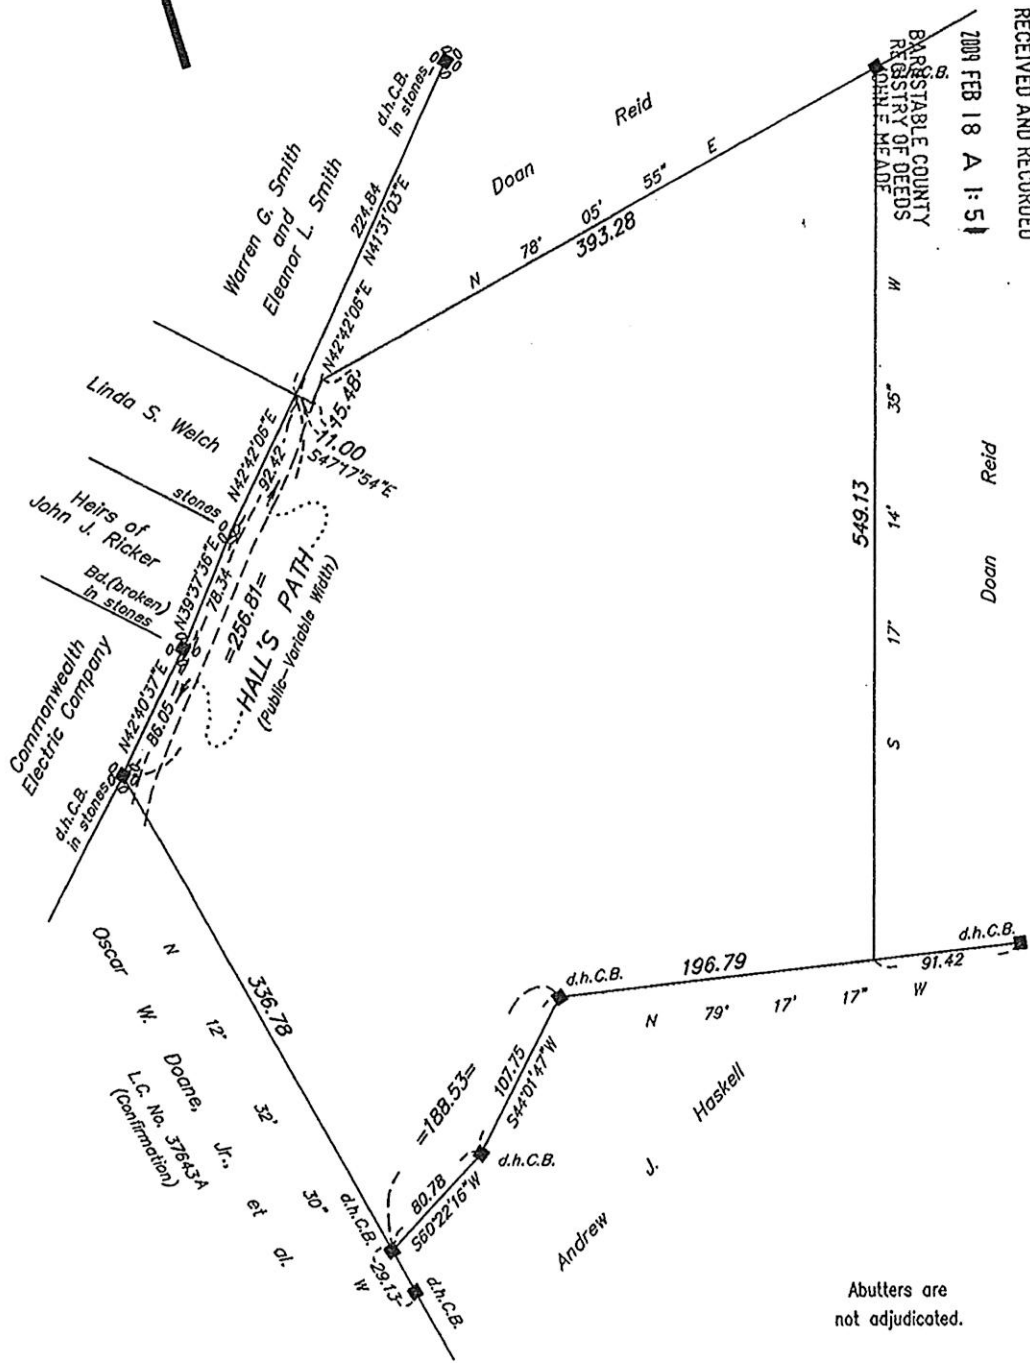 RECEIVED AND RECORDED
2009 FEB 18 A 1:51
BARNSTABLE COUNTY
REGISTRY OF DEEDS
JOHN F. MEADE
C.B.
d.h.C.B.
in stones
Warren G. Smith
and
Eleanor L. Smith
224.84
N41°31'03"E
Doan Reid
N 78° 05' 55" E
393.28
N42°42'06"E
15.48
11.00
S47°17'54"E
Linda S. Welch
N42°42'06"E
92.42
stones
Heirs of
John J. Ricker
N39°37'36"E
78.34
Bd.(broken)
in stones
=256.81=
HALL'S PATH
(Public-Variable Width)
Commonwealth
Electric Company
N42°40'37"E
86.05
d.h.C.B.
in stones
S 17° 14' 35" W
549.13
Doan Reid
N 12° 32' 30" W
336.78
Oscar W. Doane, Jr., et al.
L.C. No. 37643A
(Confirmation)
d.h.C.B.
29.13
d.h.C.B.
=188.53=
80.78
S60°22'16"W
d.h.C.B.
107.75
S44°01'47"W
d.h.C.B.
196.79
N 79° 17' 17" W
91.42
d.h.C.B.
Andrew J. Haskell
Abutters are
not adjudicated.